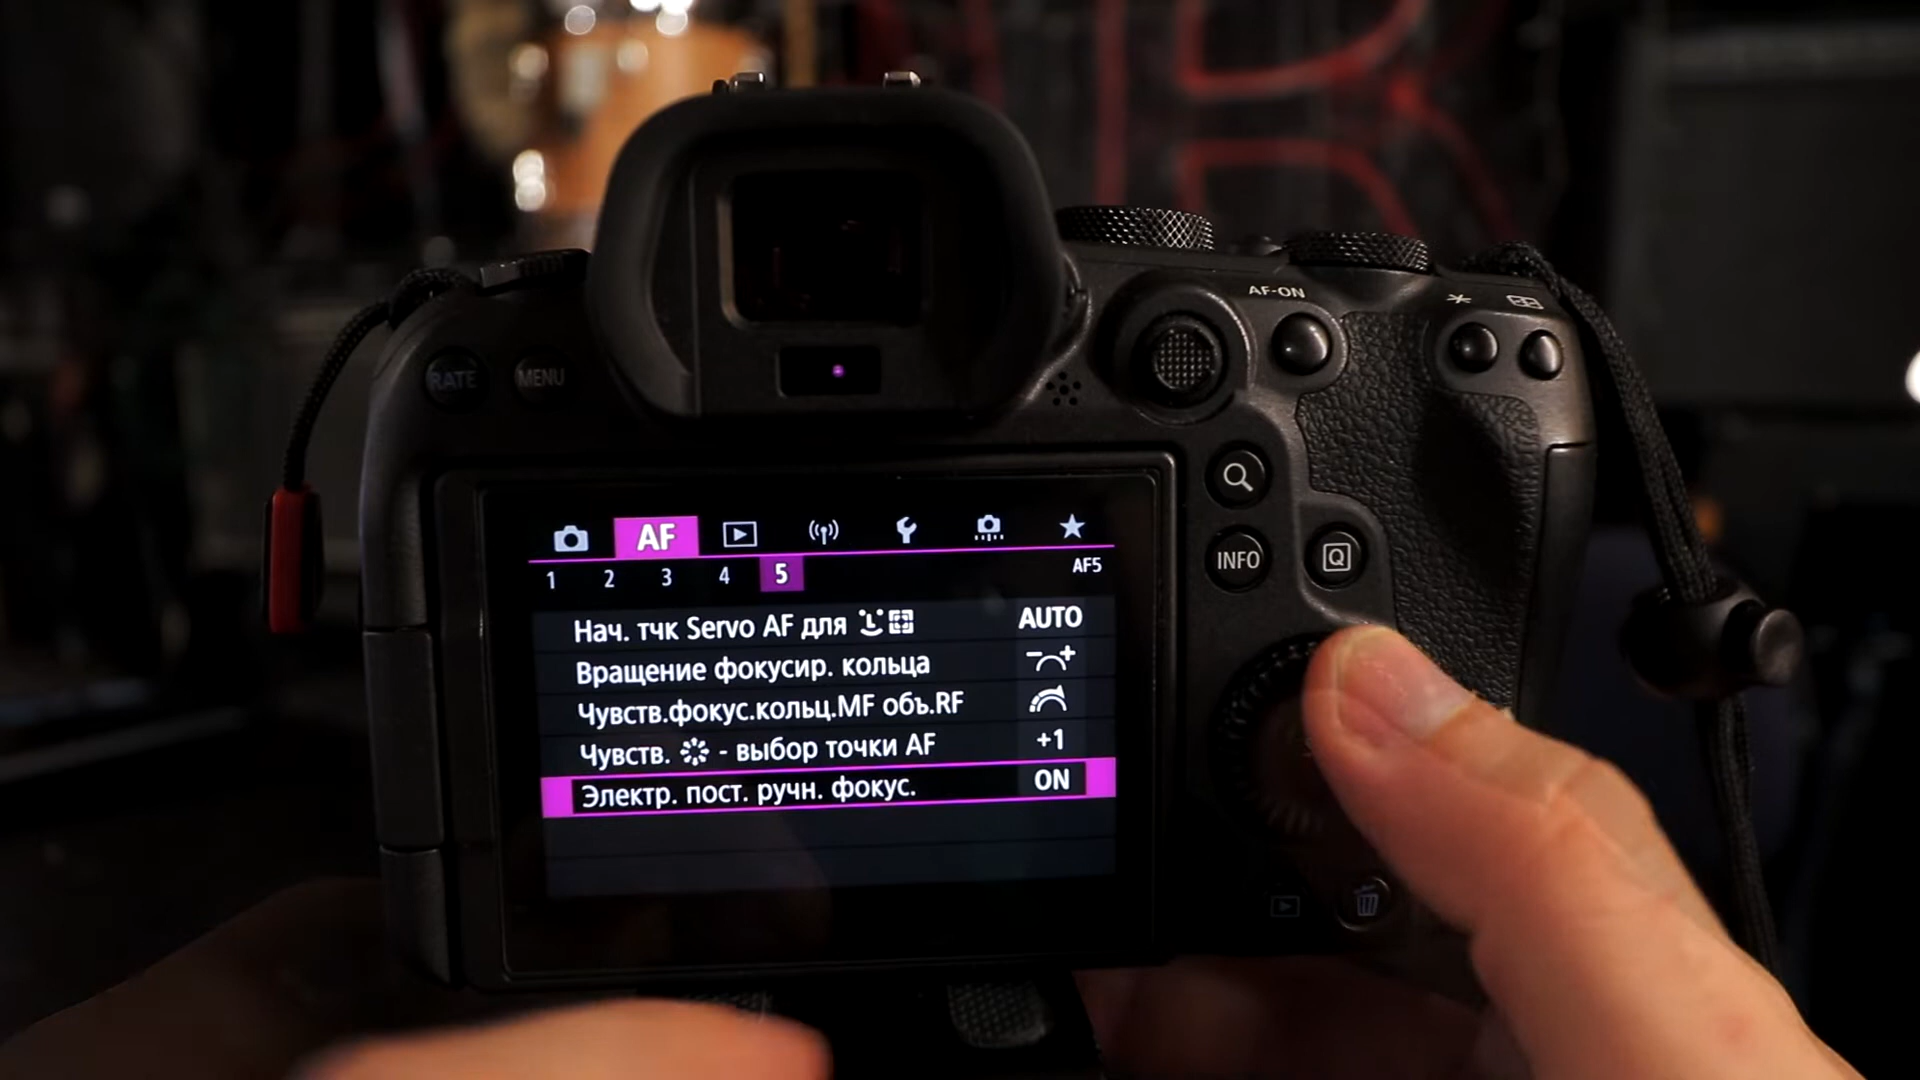 AF-ON
RATE
MENU
INFO
Q
AF
1 2 3 4 5 AF5
Нач. тчк Servo AF для AUTO
Вращение фокусир. кольца - +
Чувств.фокус.кольц.MF объ.RF
Чувств. - выбор точки AF +1
Электр. пост. ручн. фокус. ON